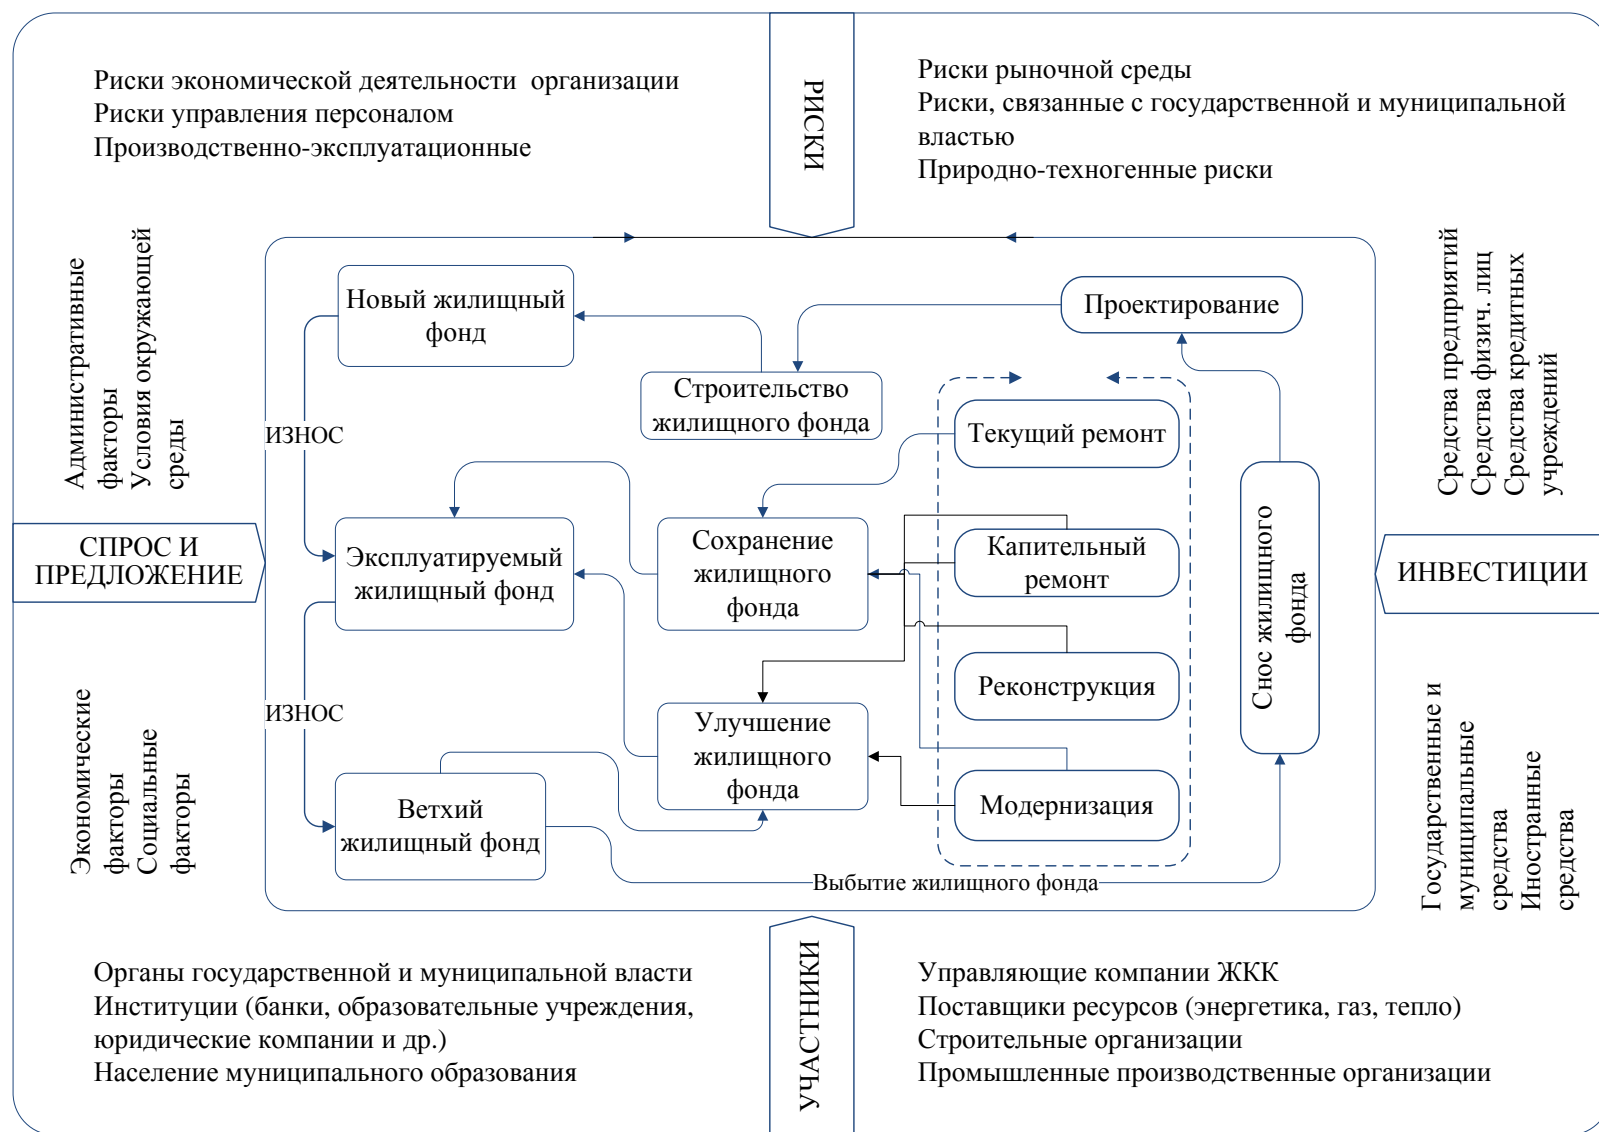 Риски экономической деятельности организации
Риски управления персоналом
Производственно-эксплуатационные
РИСКИ
Риски рыночной среды
Риски, связанные с государственной и муниципальной
властью
Природно-техногенные риски
Административные
факторы
Условия окружающей
среды
СПРОС И
ПРЕДЛОЖЕНИЕ
Экономические
факторы
Социальные
факторы
Новый жилищный
фонд
ИЗНОС
Эксплуатируемый
жилищный фонд
ИЗНОС
Ветхий
жилищный фонд
Строительство
жилищного фонда
Сохранение
жилищного
фонда
Улучшение
жилищного
фонда
Проектирование
Текущий ремонт
Капительный
ремонт
Реконструкция
Модернизация
Снос жилищного
фонда
Выбытие жилищного фонда
Средства предприятий
Средства физич. лиц
Средства кредитных
учреждений
ИНВЕСТИЦИИ
Государственные и
муниципальные
средства
Иностранные
средства
Органы государственной и муниципальной власти
Институции (банки, образовательные учреждения,
юридические компании и др.)
Население муниципального образования
УЧАСТНИКИ
Управляющие компании ЖКК
Поставщики ресурсов (энергетика, газ, тепло)
Строительные организации
Промышленные производственные организации